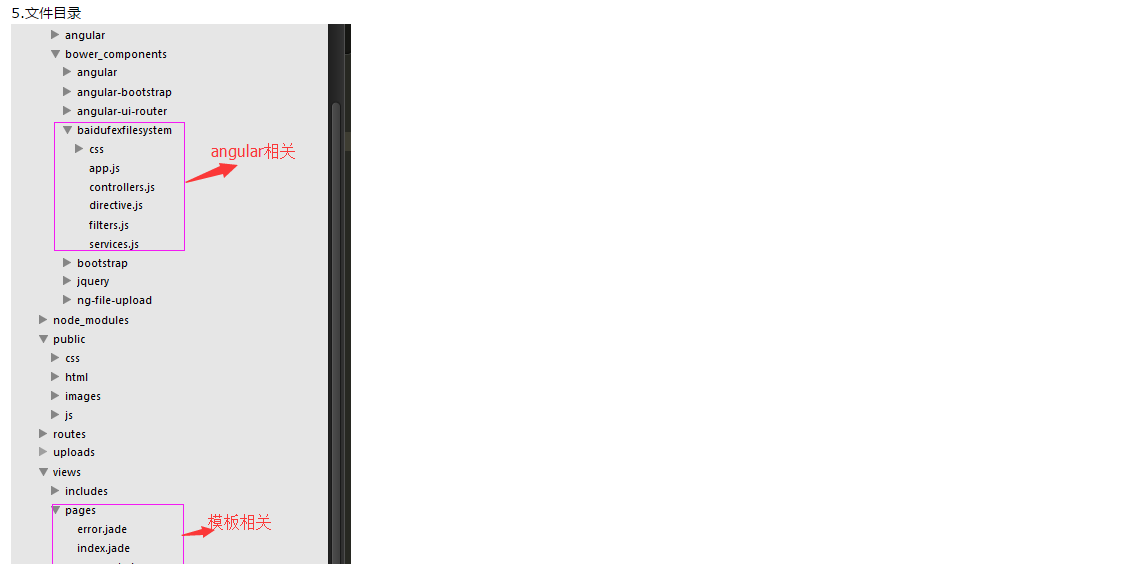 5.文件目录
angular
bower_components
angular
angular-bootstrap
angular-ui-router
baidufexfilesystem
css
angular相关
app.js
controllers.js
directive.js
filters.js
services.js
bootstrap
jquery
ng-file-upload
node_modules
public
css
html
images
js
routes
uploads
views
includes
pages
模板相关
error.jade
index.jade